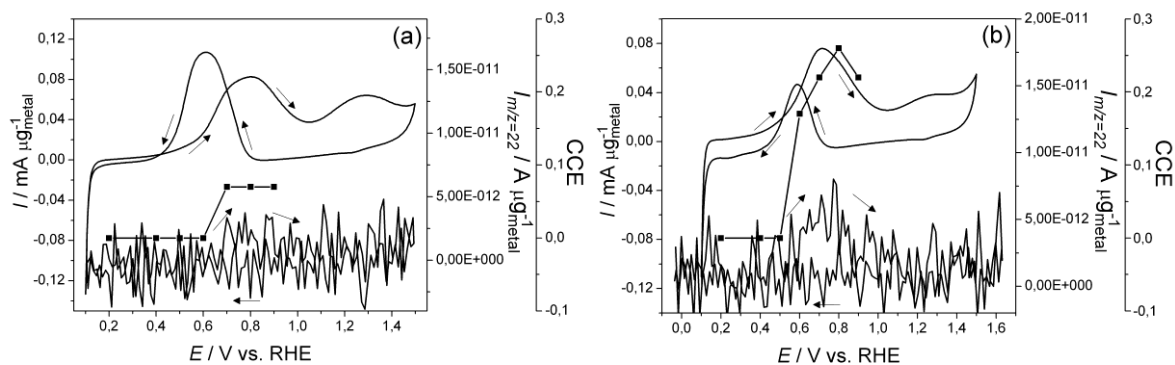 (a)
I / mA μg⁻¹metal
0,12
0,08
0,04
0,00
-0,04
-0,08
-0,12
0,2 0,4 0,6 0,8 1,0 1,2 1,4
E / V vs. RHE
1,50E-011
1,00E-011
5,00E-012
0,00E+000
I m/z=22 / A μg⁻¹metal
0,3
0,2
0,1
0,0
-0,1
CCE
(b)
I / mA μg⁻¹metal
0,08
0,04
0,00
-0,04
-0,08
-0,12
0,0 0,2 0,4 0,6 0,8 1,0 1,2 1,4 1,6
E / V vs. RHE
2,00E-011
1,50E-011
1,00E-011
5,00E-012
0,00E+000
I m/z=22 / A μg⁻¹metal
0,3
0,2
0,1
0,0
-0,1
CCE